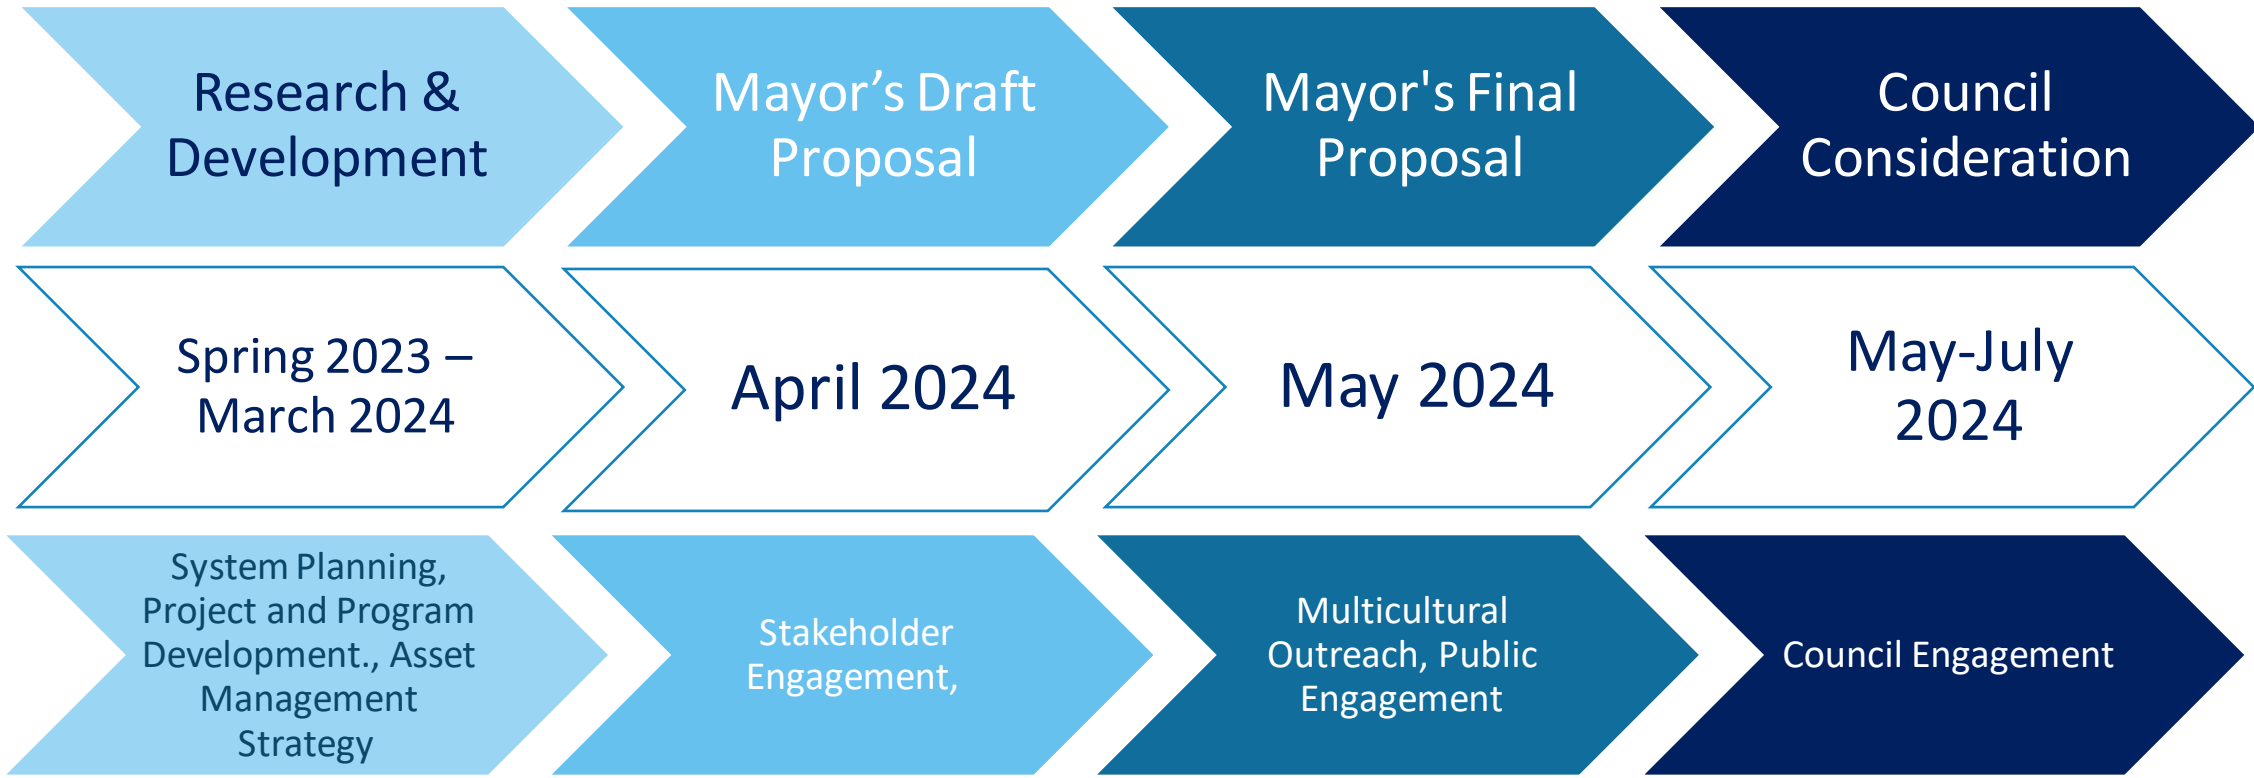 Research &
Development
Mayor’s Draft
Proposal
Mayor's Final
Proposal
Council
Consideration
Spring 2023 –
March 2024
April 2024
May 2024
May-July
2024
System Planning,
Project and Program
Development., Asset
Management
Strategy
Stakeholder
Engagement,
Multicultural
Outreach, Public
Engagement
Council Engagement